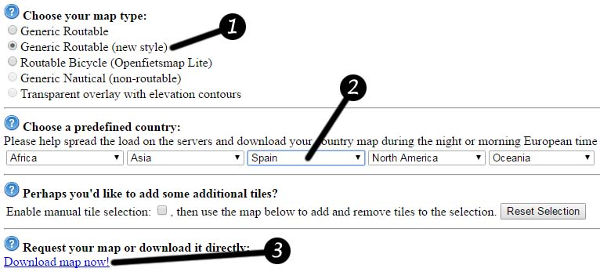 Choose your map type:
Generic Routable
Generic Routable (new style)
Routable Bicycle (Openfietsmap Lite)
Generic Nautical (non-routable)
Transparent overlay with elevation contours
1
Choose a predefined country:
Please help spread the load on the servers and download your country map during the night or morning European time
Africa Asia Spain North America Oceania
2
Perhaps you'd like to add some additional tiles?
Enable manual tile selection: , then use the map below to add and remove tiles to the selection. Reset Selection
Request your map or download it directly:
Download map now!
3